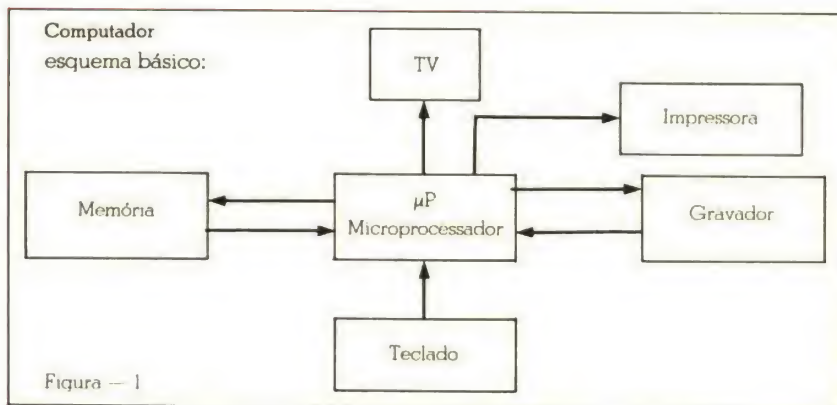 Computador
esquema básico:
TV
Impressora
Memória
µP
Microprocessador
Gravador
Teclado
Figura — 1